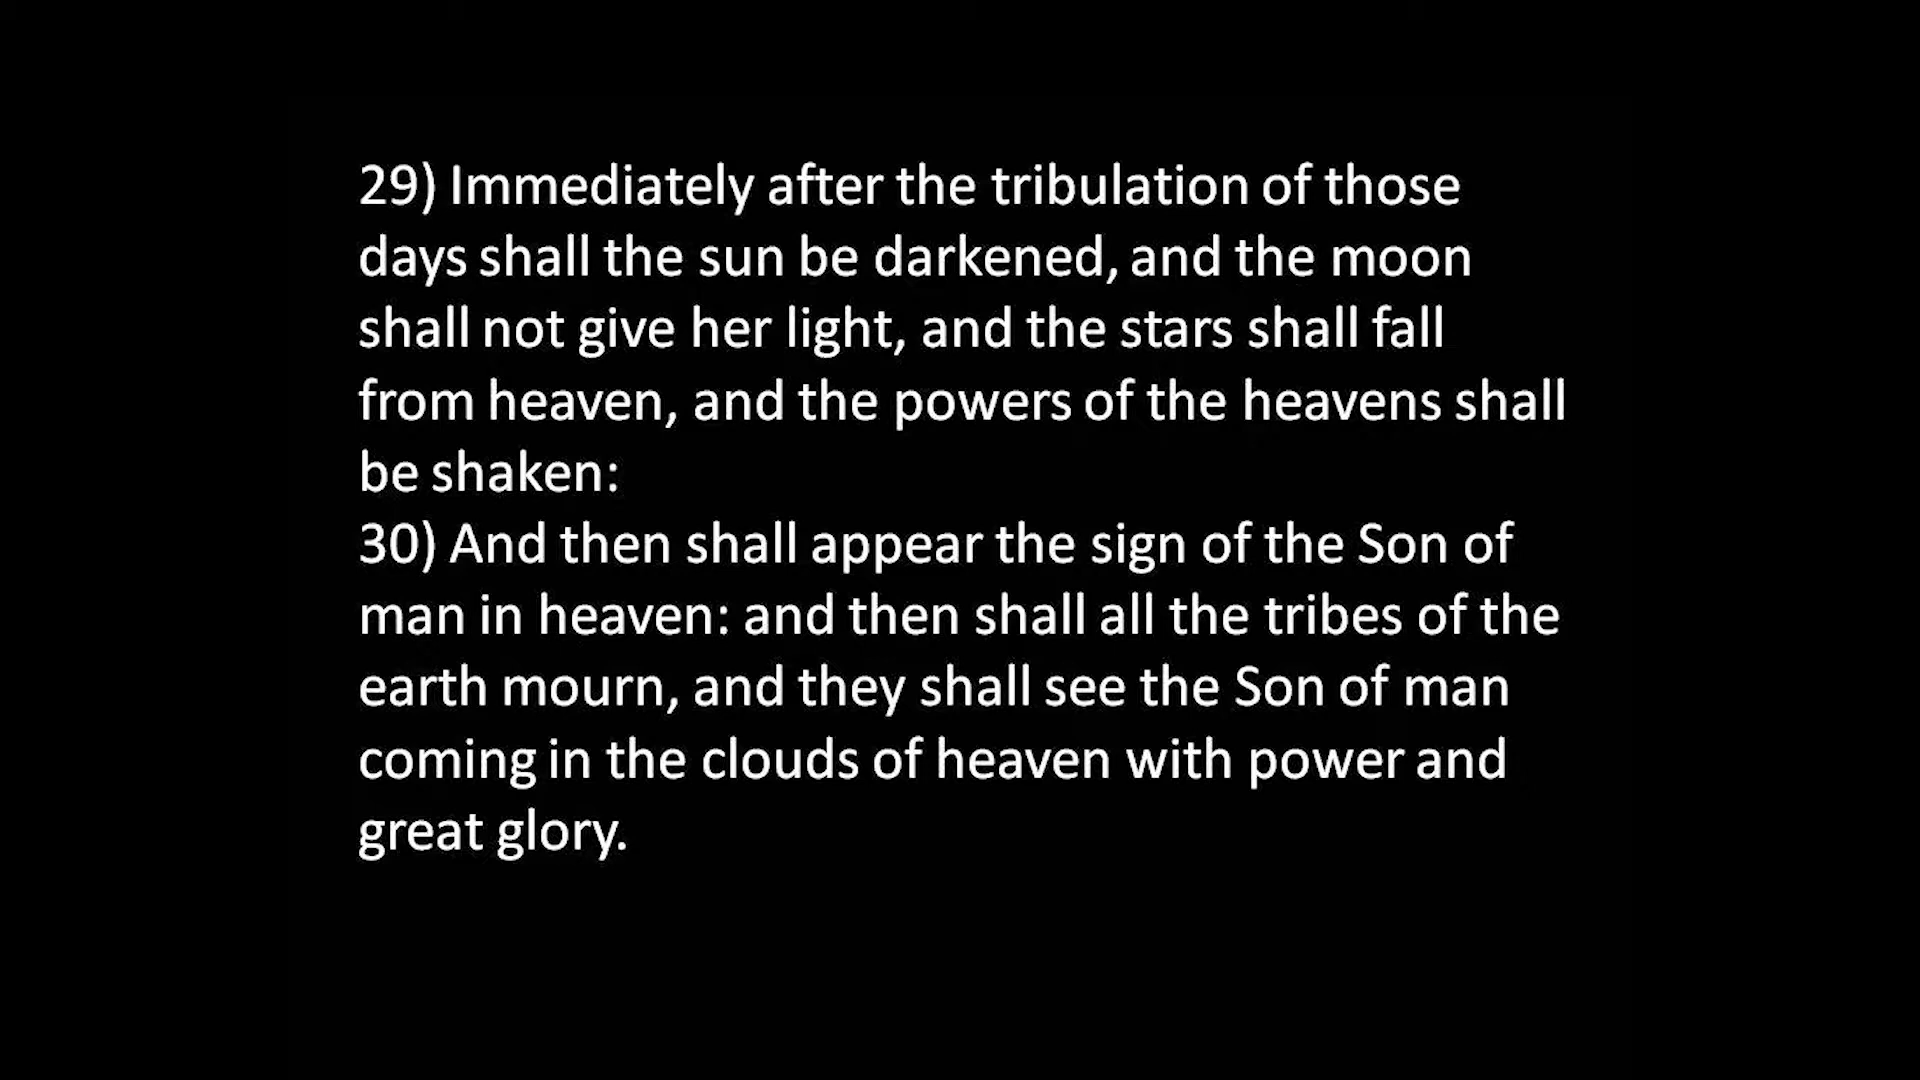 29) Immediately after the tribulation of those
days shall the sun be darkened, and the moon
shall not give her light, and the stars shall fall
from heaven, and the powers of the heavens shall
be shaken:
30) And then shall appear the sign of the Son of
man in heaven: and then shall all the tribes of the
earth mourn, and they shall see the Son of man
coming in the clouds of heaven with power and
great glory.